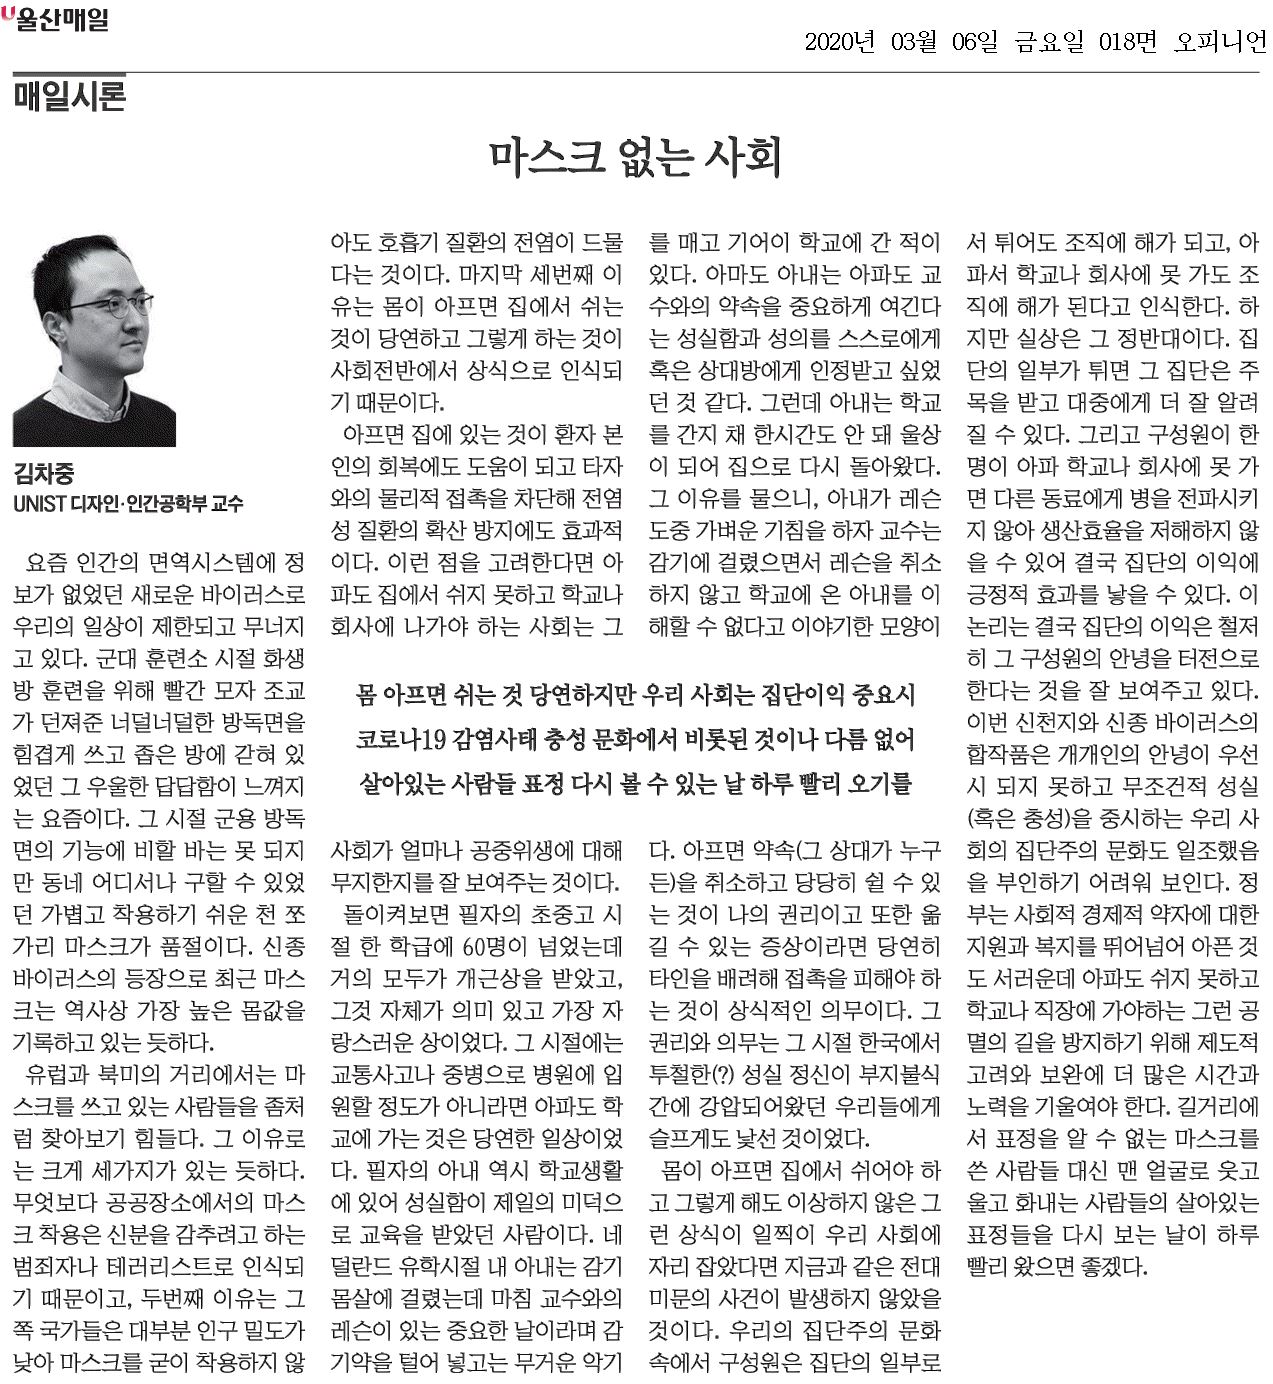 울산매일
2020년 03월 06일 금요일 018면 오피니언
매일시론
마스크 없는 사회
김차중
UNIST 디자인·인간공학부 교수
요즘 인간의 면역시스템에 정
보가 없었던 새로운 바이러스로
우리의 일상이 제한되고 무너지
고 있다. 군대 훈련소 시절 화생
방 훈련을 위해 빨간 모자 조교
가 던져준 너덜너덜한 방독면을
힘겹게 쓰고 좁은 방에 갇혀 있
었던 그 우울한 답답함이 느껴지
는 요즘이다. 그 시절 군용 방독
면의 기능에 비할 바는 못 되지
만 동네 어디서나 구할 수 있었
던 가볍고 착용하기 쉬운 천 쪼
가리 마스크가 품절이다. 신종
바이러스의 등장으로 최근 마스
크는 역사상 가장 높은 몸값을
기록하고 있는 듯하다.
유럽과 북미의 거리에서는 마
스크를 쓰고 있는 사람들을 좀처
럼 찾아보기 힘들다. 그 이유로
는 크게 세가지가 있는 듯하다.
무엇보다 공공장소에서의 마스
크 착용은 신분을 감추려고 하는
범죄자나 테러리스트로 인식되
기 때문이고, 두번째 이유는 그
쪽 국가들은 대부분 인구 밀도가
낮아 마스크를 굳이 착용하지 않
아도 호흡기 질환의 전염이 드물
다는 것이다. 마지막 세번째 이
유는 몸이 아프면 집에서 쉬는
것이 당연하고 그렇게 하는 것이
사회전반에서 상식으로 인식되
기 때문이다.
아프면 집에 있는 것이 환자 본
인의 회복에도 도움이 되고 타자
와의 물리적 접촉을 차단해 전염
성 질환의 확산 방지에도 효과적
이다. 이런 점을 고려한다면 아
파도 집에서 쉬지 못하고 학교나
회사에 나가야 하는 사회는 그
사회가 얼마나 공중위생에 대해
무지한지를 잘 보여주는 것이다.
돌이켜보면 필자의 초중고 시
절 한 학급에 60명이 넘었는데
거의 모두가 개근상을 받았고,
그것 자체가 의미 있고 가장 자
랑스러운 상이었다. 그 시절에는
교통사고나 중병으로 병원에 입
원할 정도가 아니라면 아파도 학
교에 가는 것은 당연한 일상이었
다. 필자의 아내 역시 학교생활
에 있어 성실함이 제일의 미덕으
로 교육을 받았던 사람이다. 네
덜란드 유학시절 내 아내는 감기
몸살에 걸렸는데 마침 교수와의
레슨이 있는 중요한 날이라며 감
기약을 털어 넣고는 무거운 악기
를 매고 기어이 학교에 간 적이
있다. 아마도 아내는 아파도 교
수와의 약속을 중요하게 여긴다
는 성실함과 성의를 스스로에게
혹은 상대방에게 인정받고 싶었
던 것 같다. 그런데 아내는 학교
를 간지 채 한시간도 안 돼 울상
이 되어 집으로 다시 돌아왔다.
그 이유를 물으니, 아내가 레슨
도중 가벼운 기침을 하자 교수는
감기에 걸렸으면서 레슨을 취소
하지 않고 학교에 온 아내를 이
해할 수 없다고 이야기한 모양이
몸 아프면 쉬는 것 당연하지만 우리 사회는 집단이익 중요시
코로나19 감염사태 충성 문화에서 비롯된 것이나 다름 없어
살아있는 사람들 표정 다시 볼 수 있는 날 하루 빨리 오기를
다. 아프면 약속(그 상대가 누구
든)을 취소하고 당당히 쉴 수 있
는 것이 나의 권리이고 또한 옮
길 수 있는 증상이라면 당연히
타인을 배려해 접촉을 피해야 하
는 것이 상식적인 의무이다. 그
권리와 의무는 그 시절 한국에서
투철한(?) 성실 정신이 부지불식
간에 강압되어왔던 우리들에게
슬프게도 낯선 것이었다.
몸이 아프면 집에서 쉬어야 하
고 그렇게 해도 이상하지 않은 그
런 상식이 일찍이 우리 사회에
자리 잡았다면 지금과 같은 전대
미문의 사건이 발생하지 않았을
것이다. 우리의 집단주의 문화
속에서 구성원은 집단의 일부로
서 튀어도 조직에 해가 되고, 아
파서 학교나 회사에 못 가도 조
직에 해가 된다고 인식한다. 하
지만 실상은 그 정반대이다. 집
단의 일부가 튀면 그 집단은 주
목을 받고 대중에게 더 잘 알려
질 수 있다. 그리고 구성원이 한
명이 아파 학교나 회사에 못 가
면 다른 동료에게 병을 전파시키
지 않아 생산효율을 저해하지 않
을 수 있어 결국 집단의 이익에
긍정적 효과를 낳을 수 있다. 이
논리는 결국 집단의 이익은 철저
히 그 구성원의 안녕을 터전으로
한다는 것을 잘 보여주고 있다.
이번 신천지와 신종 바이러스의
합작품은 개개인의 안녕이 우선
시 되지 못하고 무조건적 성실
(혹은 충성)을 중시하는 우리 사
회의 집단주의 문화도 일조했음
을 부인하기 어려워 보인다. 정
부는 사회적 경제적 약자에 대한
지원과 복지를 뛰어넘어 아픈 것
도 서러운데 아파도 쉬지 못하고
학교나 직장에 가야하는 그런 공
멸의 길을 방지하기 위해 제도적
고려와 보완에 더 많은 시간과
노력을 기울여야 한다. 길거리에
서 표정을 알 수 없는 마스크를
쓴 사람들 대신 맨 얼굴로 웃고
울고 화내는 사람들의 살아있는
표정들을 다시 보는 날이 하루
빨리 왔으면 좋겠다.